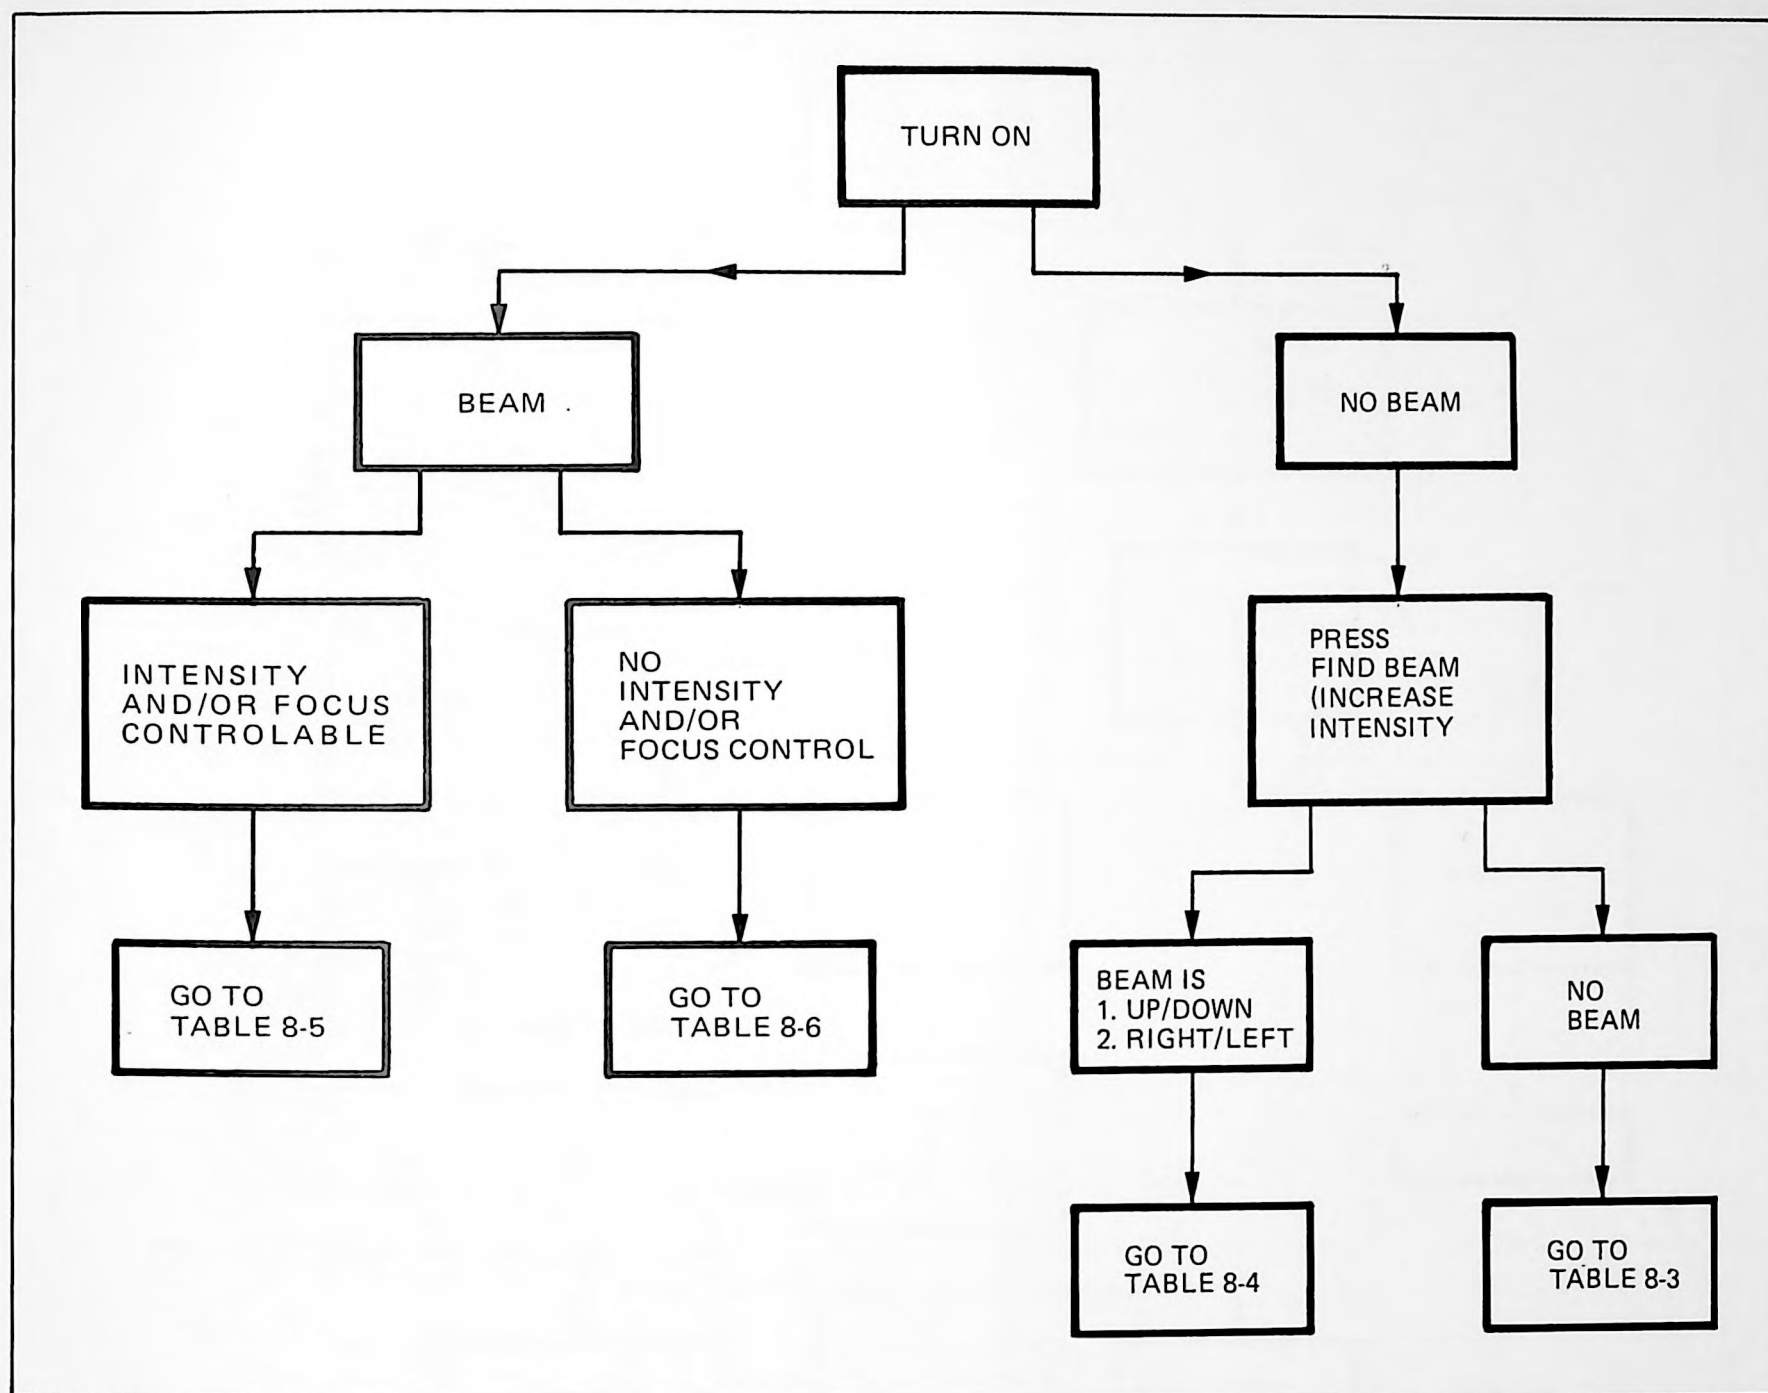 TURN ON
BEAM
NO BEAM
INTENSITY
AND/OR FOCUS
CONTROLABLE
NO
INTENSITY
AND/OR
FOCUS CONTROL
PRESS
FIND BEAM
(INCREASE
INTENSITY
GO TO
TABLE 8-5
GO TO
TABLE 8-6
BEAM IS
1. UP/DOWN
2. RIGHT/LEFT
NO
BEAM
GO TO
TABLE 8-4
GO TO
TABLE 8-3